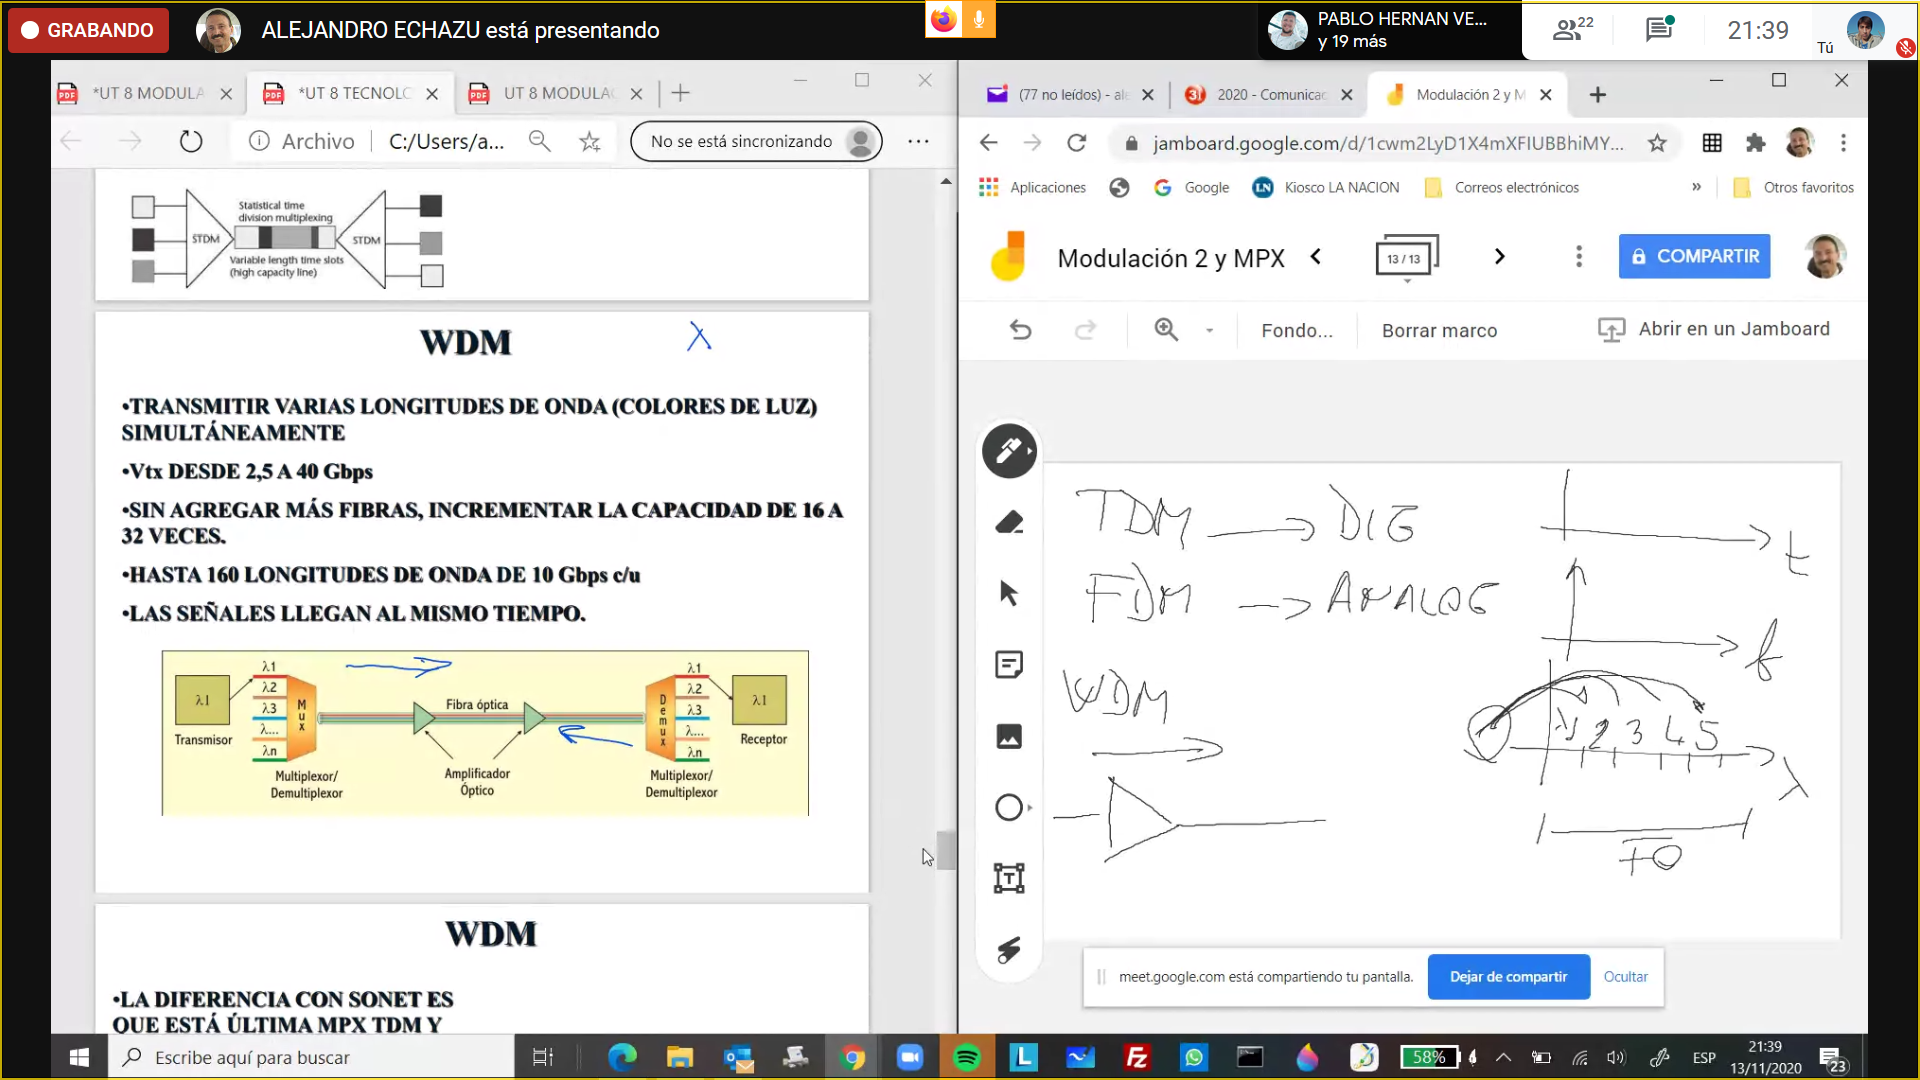 GRABANDO
ALEJANDRO ECHAZU está presentando
PABLO HERNAN VE...
y 19 más
22
21:39
Tú
*UT 8 MODULA
*UT 8 TECNOLO
UT 8 MODULAC
Archivo
C:/Users/a...
No se está sincronizando
STDM
Statistical time
division multiplexing
STDM
Variable length time slots
(high capacity line)
WDM
λ
•TRANSMITIR VARIAS LONGITUDES DE ONDA (COLORES DE LUZ)
SIMULTÁNEAMENTE
•Vtx DESDE 2,5 A 40 Gbps
•SIN AGREGAR MÁS FIBRAS, INCREMENTAR LA CAPACIDAD DE 16 A
32 VECES.
•HASTA 160 LONGITUDES DE ONDA DE 10 Gbps c/u
•LAS SEÑALES LLEGAN AL MISMO TIEMPO.
λ1
Transmisor
λ1
λ2
λ3
λ...
λn
Mux
Multiplexor/
Demultiplexor
Fibra óptica
Amplificador
Óptico
Demux
λ1
λ2
λ3
λ...
λn
Multiplexor/
Demultiplexor
λ1
Receptor
WDM
•LA DIFERENCIA CON SONET ES
QUE ESTÁ ÚLTIMA MPX TDM Y
(77 no leídos) - ale
2020 - Comunicac
Modulación 2 y M
jamboard.google.com/d/1cwm2LyD1X4mXFIUBBhiMY...
Aplicaciones
Google
LN
Kiosco LA NACION
Correos electrónicos
»
Otros favoritos
Modulación 2 y MPX
13 / 13
COMPARTIR
Fondo...
Borrar marco
Abrir en un Jamboard
TDM → DIG
t
FDM → ANALOG
f
WDM
2 3 4 5
λ
FO
meet.google.com está compartiendo tu pantalla.
Dejar de compartir
Ocultar
Escribe aquí para buscar
58%
ESP
21:39
13/11/2020
23